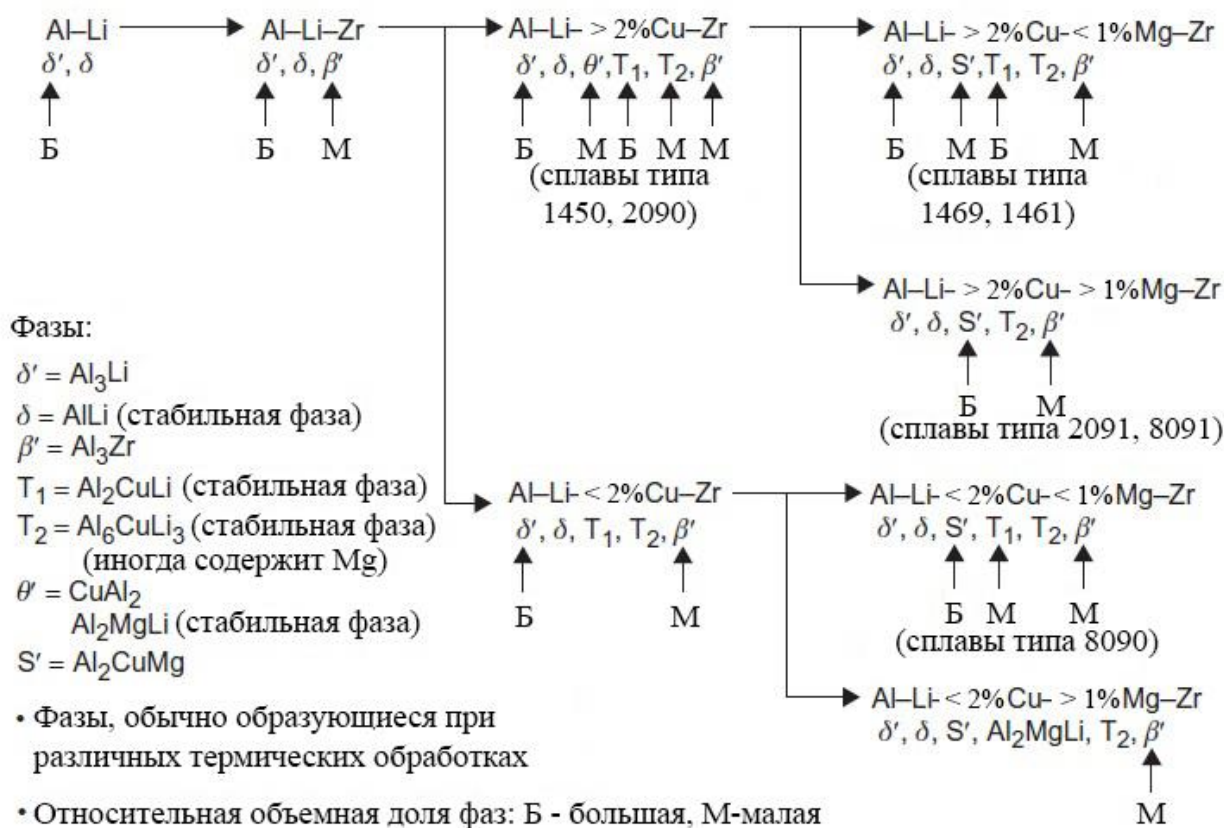 Al–Li
δ′, δ
Б
Al–Li–Zr
δ′, δ, β′
Б М
Al–Li- > 2%Cu–Zr
δ′, δ, θ′,T₁, T₂, β′
Б М Б М М
(сплавы типа
1450, 2090)
Al–Li- > 2%Cu- < 1%Mg–Zr
δ′, δ, S′,T₁, T₂, β′
Б М Б М
(сплавы типа
1469, 1461)
Al–Li- > 2%Cu- > 1%Mg–Zr
δ′, δ, S′, T₂, β′
Б М
(сплавы типа 2091, 8091)
Al–Li- < 2%Cu–Zr
δ′, δ, T₁, T₂, β′
Б М
Al–Li- < 2%Cu- < 1%Mg–Zr
δ′, δ, S′, T₁, T₂, β′
Б М М
(сплавы типа 8090)
Al–Li- < 2%Cu- > 1%Mg–Zr
δ′, δ, S′, Al₂MgLi, T₂, β′
М
Фазы:
δ′ = Al₃Li
δ = AlLi (стабильная фаза)
β′ = Al₃Zr
T₁ = Al₂CuLi (стабильная фаза)
T₂ = Al₆CuLi₃ (стабильная фаза)
(иногда содержит Mg)
θ′ = CuAl₂
Al₂MgLi (стабильная фаза)
S′ = Al₂CuMg
• Фазы, обычно образующиеся при
различных термических обработках
• Относительная объемная доля фаз: Б - большая, М-малая